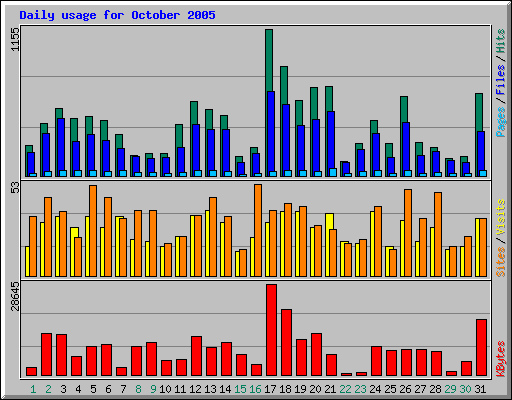 Daily usage for October 2005
1155
Pages / Files / Hits
53
Sites / Visits
28645
KBytes
1 2 3 4 5 6 7 8 9 10 11 12 13 14 15 16 17 18 19 20 21 22 23 24 25 26 27 28 29 30 31